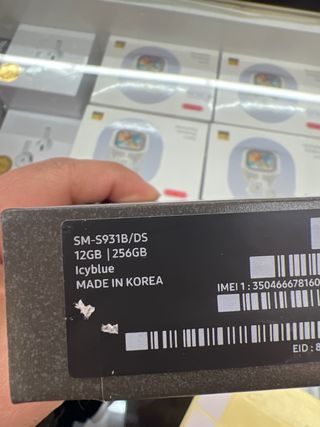 SM-S931B/DS
12GB | 256GB
Icyblue
MADE IN KOREA
IMEI 1 : 350466678160
EID : 8